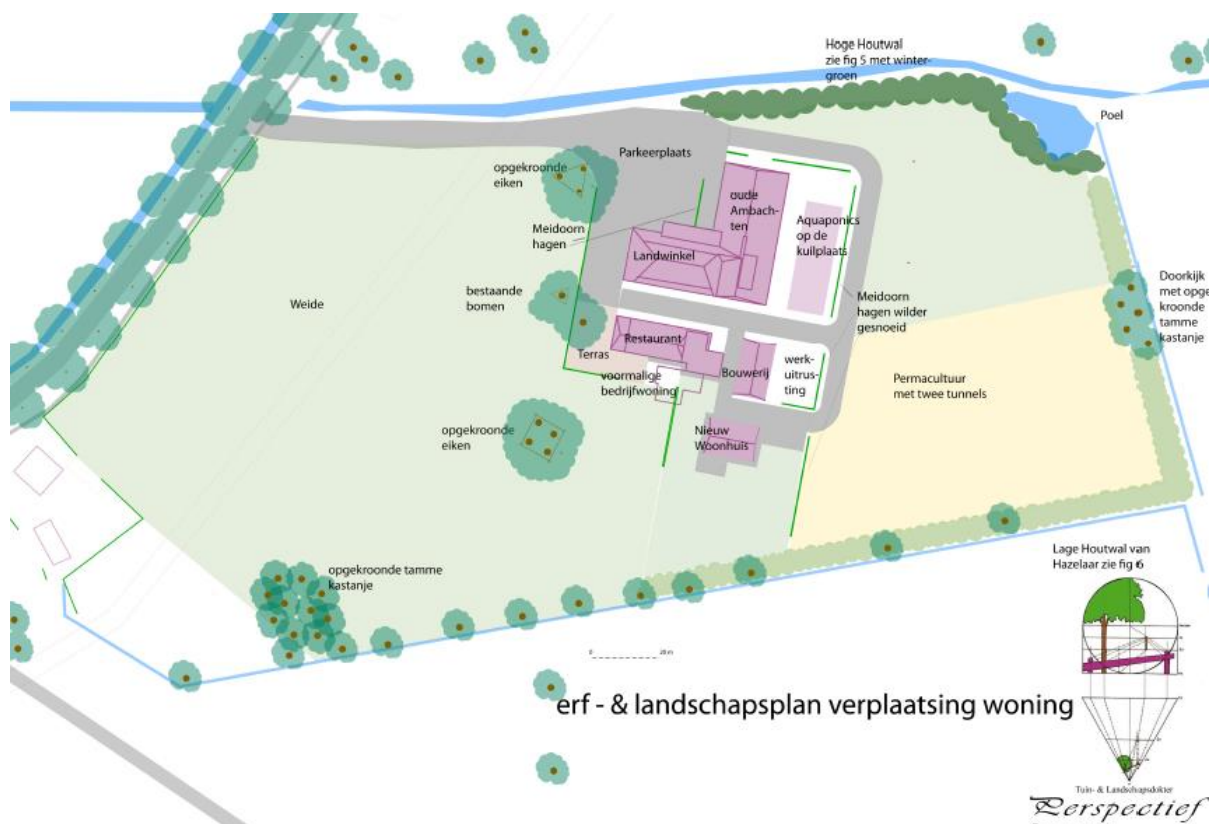 Hoge Houtwal
zie fig 5 met winter-
groen
Poel
Parkeerplaats
opgekroonde
eiken
oude
Ambach-
ten
Aquaponics
op de
kuilplaats
Meidoorn
hagen
Landwinkel
Doorkijk
met opge
kroonde
tamme
kastanje
Weide
bestaande
bomen
Meidoorn
hagen wilder
gesnoeid
Restaurant
Terras
voormalige
bedrijfwoning
Bouwerij
werk-
uitrus-
ting
Permacultuur
met twee tunnels
opgekroonde
eiken
Nieuw
Woonhuis
opgekroonde tamme
kastanje
Lage Houtwal van
Hazelaar zie fig 6
0 20 m
erf - & landschapsplan verplaatsing woning
Tuin- & Landschapsdokter
Perspectief